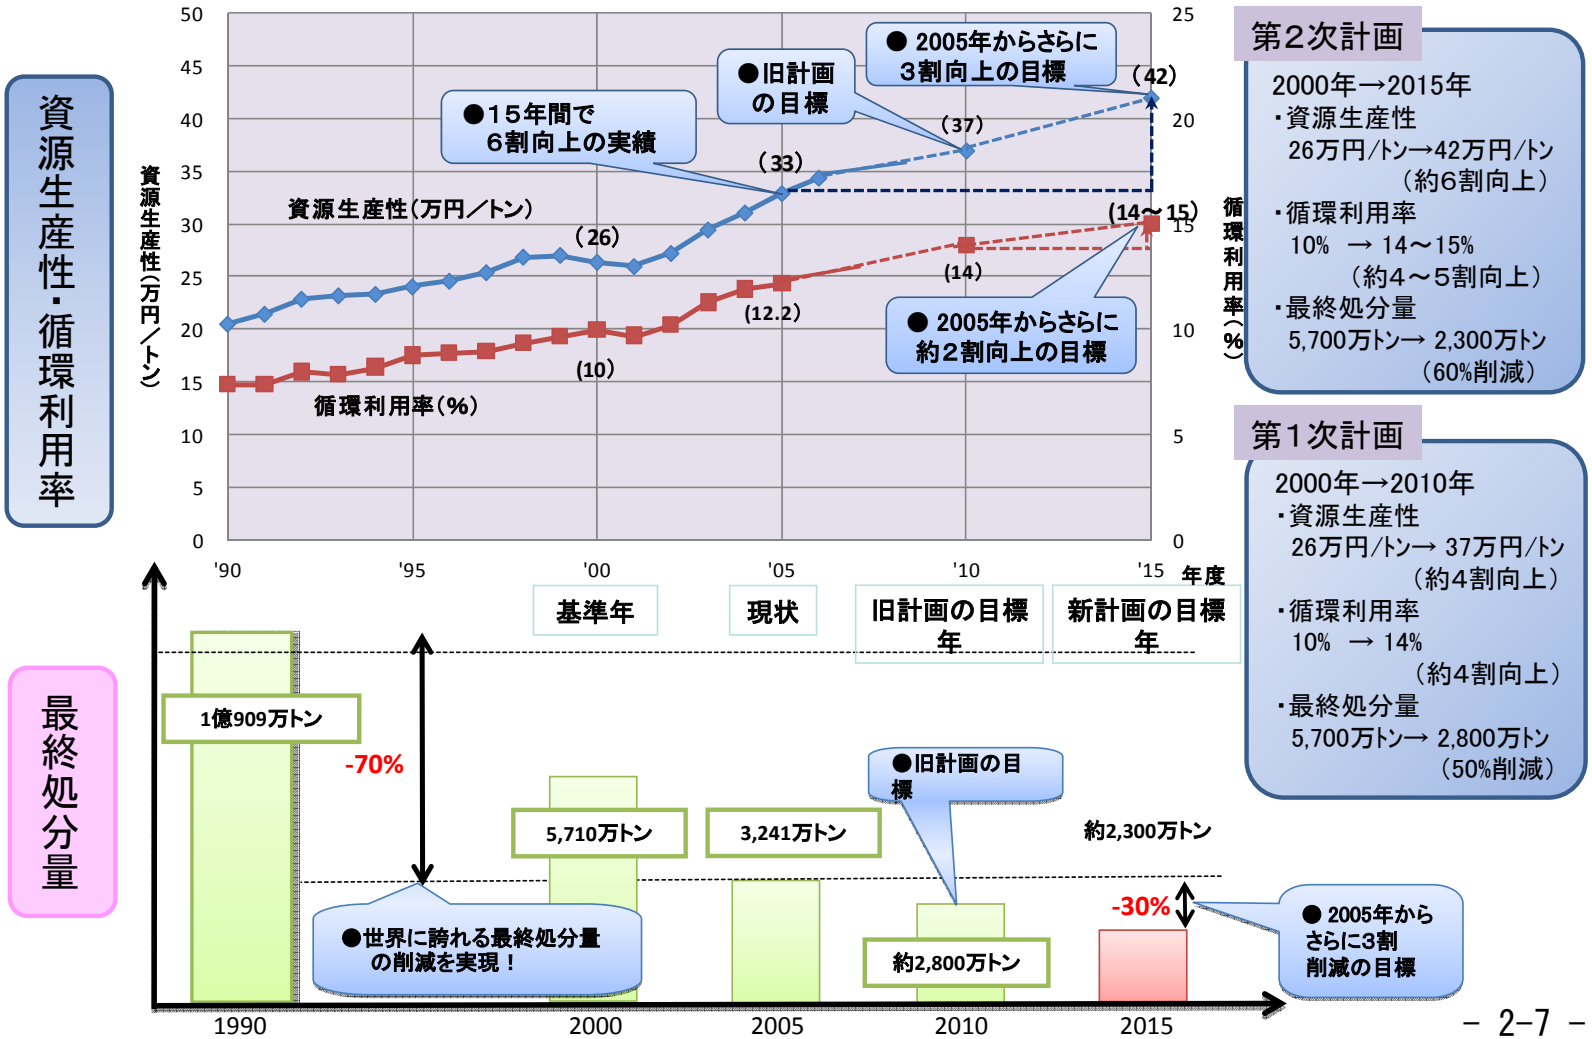 資源生産性・循環利用率
資源生産性(万円／トン)
50
45
40
35
30
25
20
15
10
5
0
25
20
15
10
5
0
循環利用率(%)
'90
'95
'00
'05
'10
'15
年度
●15年間で
6割向上の実績
●旧計画
の目標
● 2005年からさらに
3割向上の目標
(42)
(37)
(33)
(26)
資源生産性(万円／トン)
(14～15)
(14)
(12.2)
(10)
循環利用率(%)
● 2005年からさらに
約2割向上の目標
基準年
現状
旧計画の目標
年
新計画の目標
年
第2次計画
2000年→2015年
・資源生産性
26万円/トン→42万円/トン
(約6割向上)
・循環利用率
10% → 14～15%
(約4～5割向上)
・最終処分量
5,700万トン→ 2,300万トン
(60%削減)
第1次計画
2000年→2010年
・資源生産性
26万円/トン→ 37万円/トン
(約4割向上)
・循環利用率
10% → 14%
(約4割向上)
・最終処分量
5,700万トン→ 2,800万トン
(50%削減)
最終処分量
1億909万トン
-70%
5,710万トン
3,241万トン
●旧計画の目
標
約2,800万トン
約2,300万トン
-30%
●世界に誇れる最終処分量
の削減を実現！
● 2005年から
さらに3割
削減の目標
1990
2000
2005
2010
2015
- 2-7 -